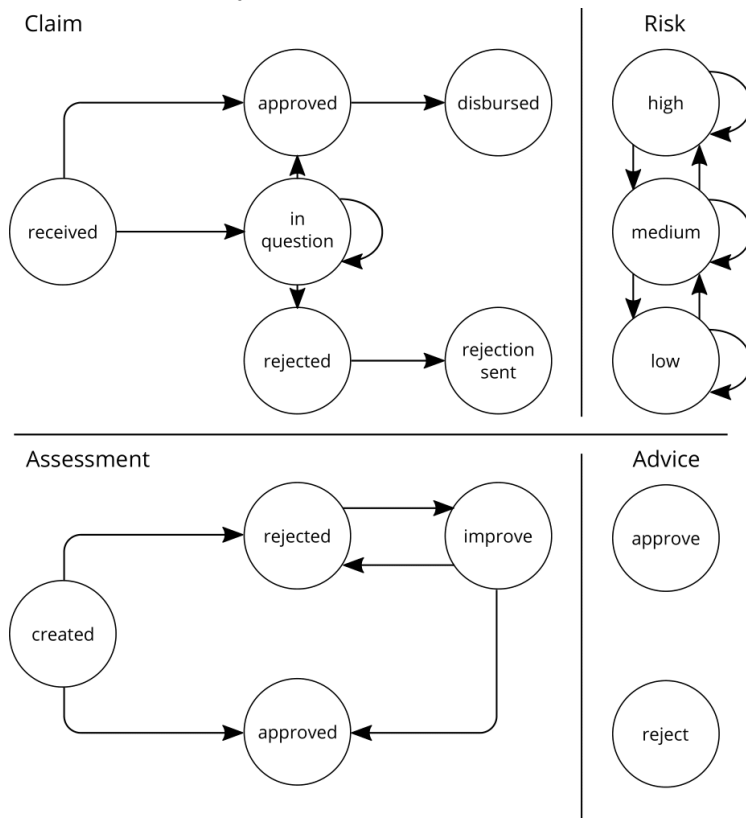 Claim
Risk
approved
disbursed
high
received
in
question
medium
rejected
rejection
sent
low
Assessment
Advice
rejected
improve
approve
created
approved
reject